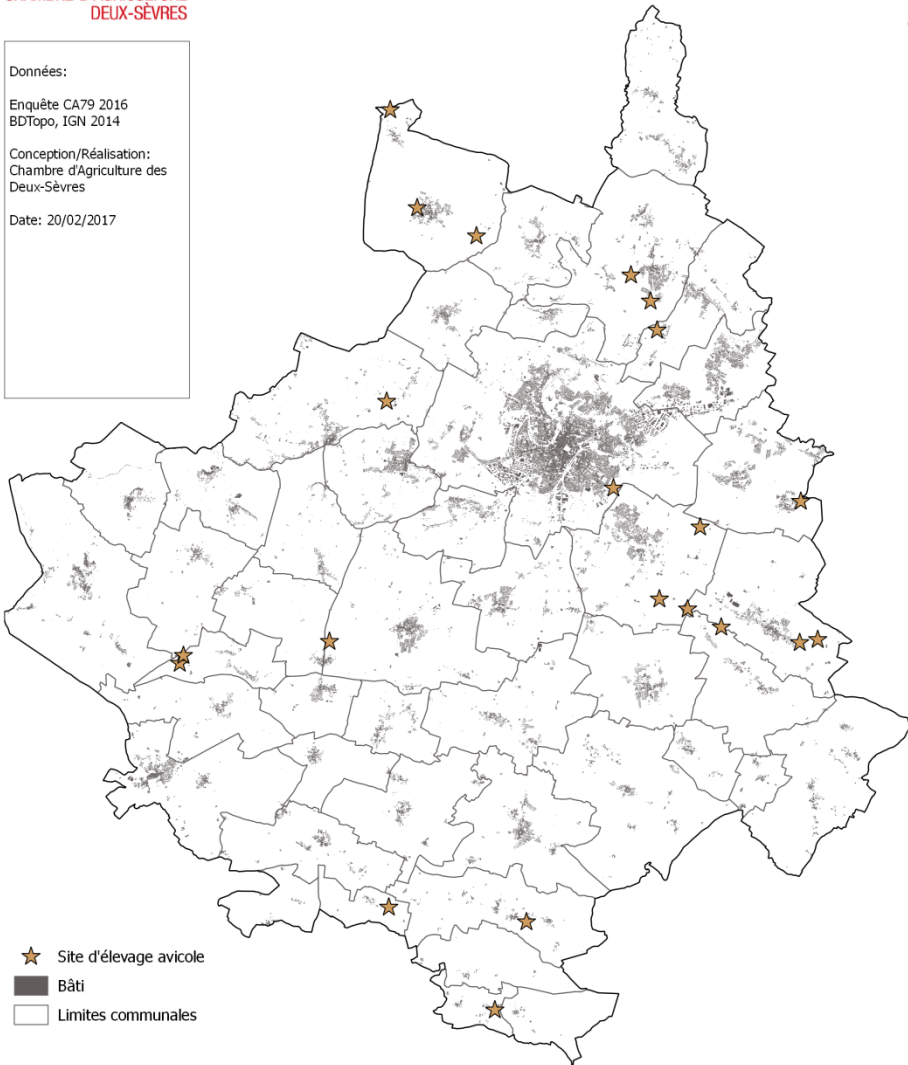 DEUX-SÈVRES
Données:
Enquête CA79 2016
BDTopo, IGN 2014
Conception/Réalisation:
Chambre d'Agriculture des
Deux-Sèvres
Date: 20/02/2017
Site d'élevage avicole
Bâti
Limites communales